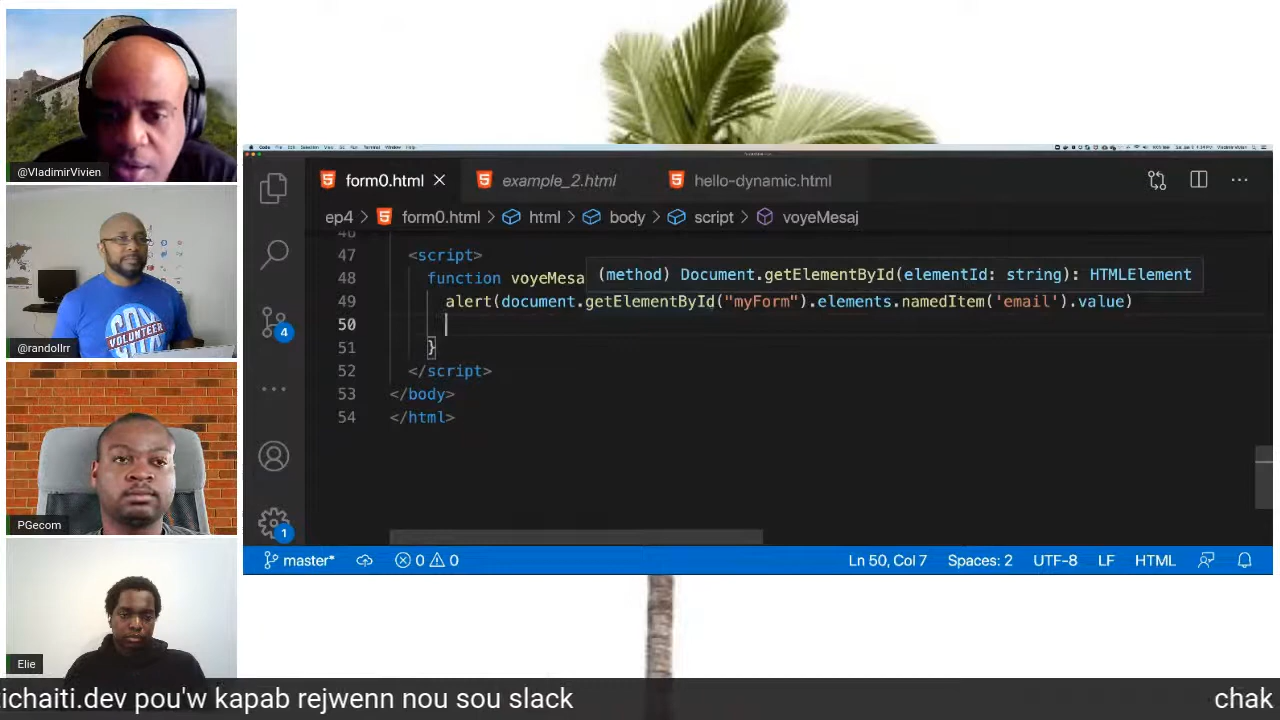 @VladimirVivien
VOLUNTEER
@randollrr
PGecom
Elie
form0.html
example_2.html
hello-dynamic.html
ep4 > form0.html > html > body > script > voyeMesaj
46
47 <script>
(method) Document.getElementById(elementId: string): HTMLElement
48 function voyeMesa
49 alert(document.getElementById("myForm").elements.namedItem('email').value)
50
51 }
52 </script>
53 </body>
54 </html>
4
1
master* 0 0 Ln 50, Col 7 Spaces: 2 UTF-8 LF HTML
ichaiti.dev pou'w kapab rejwenn nou sou slack chak